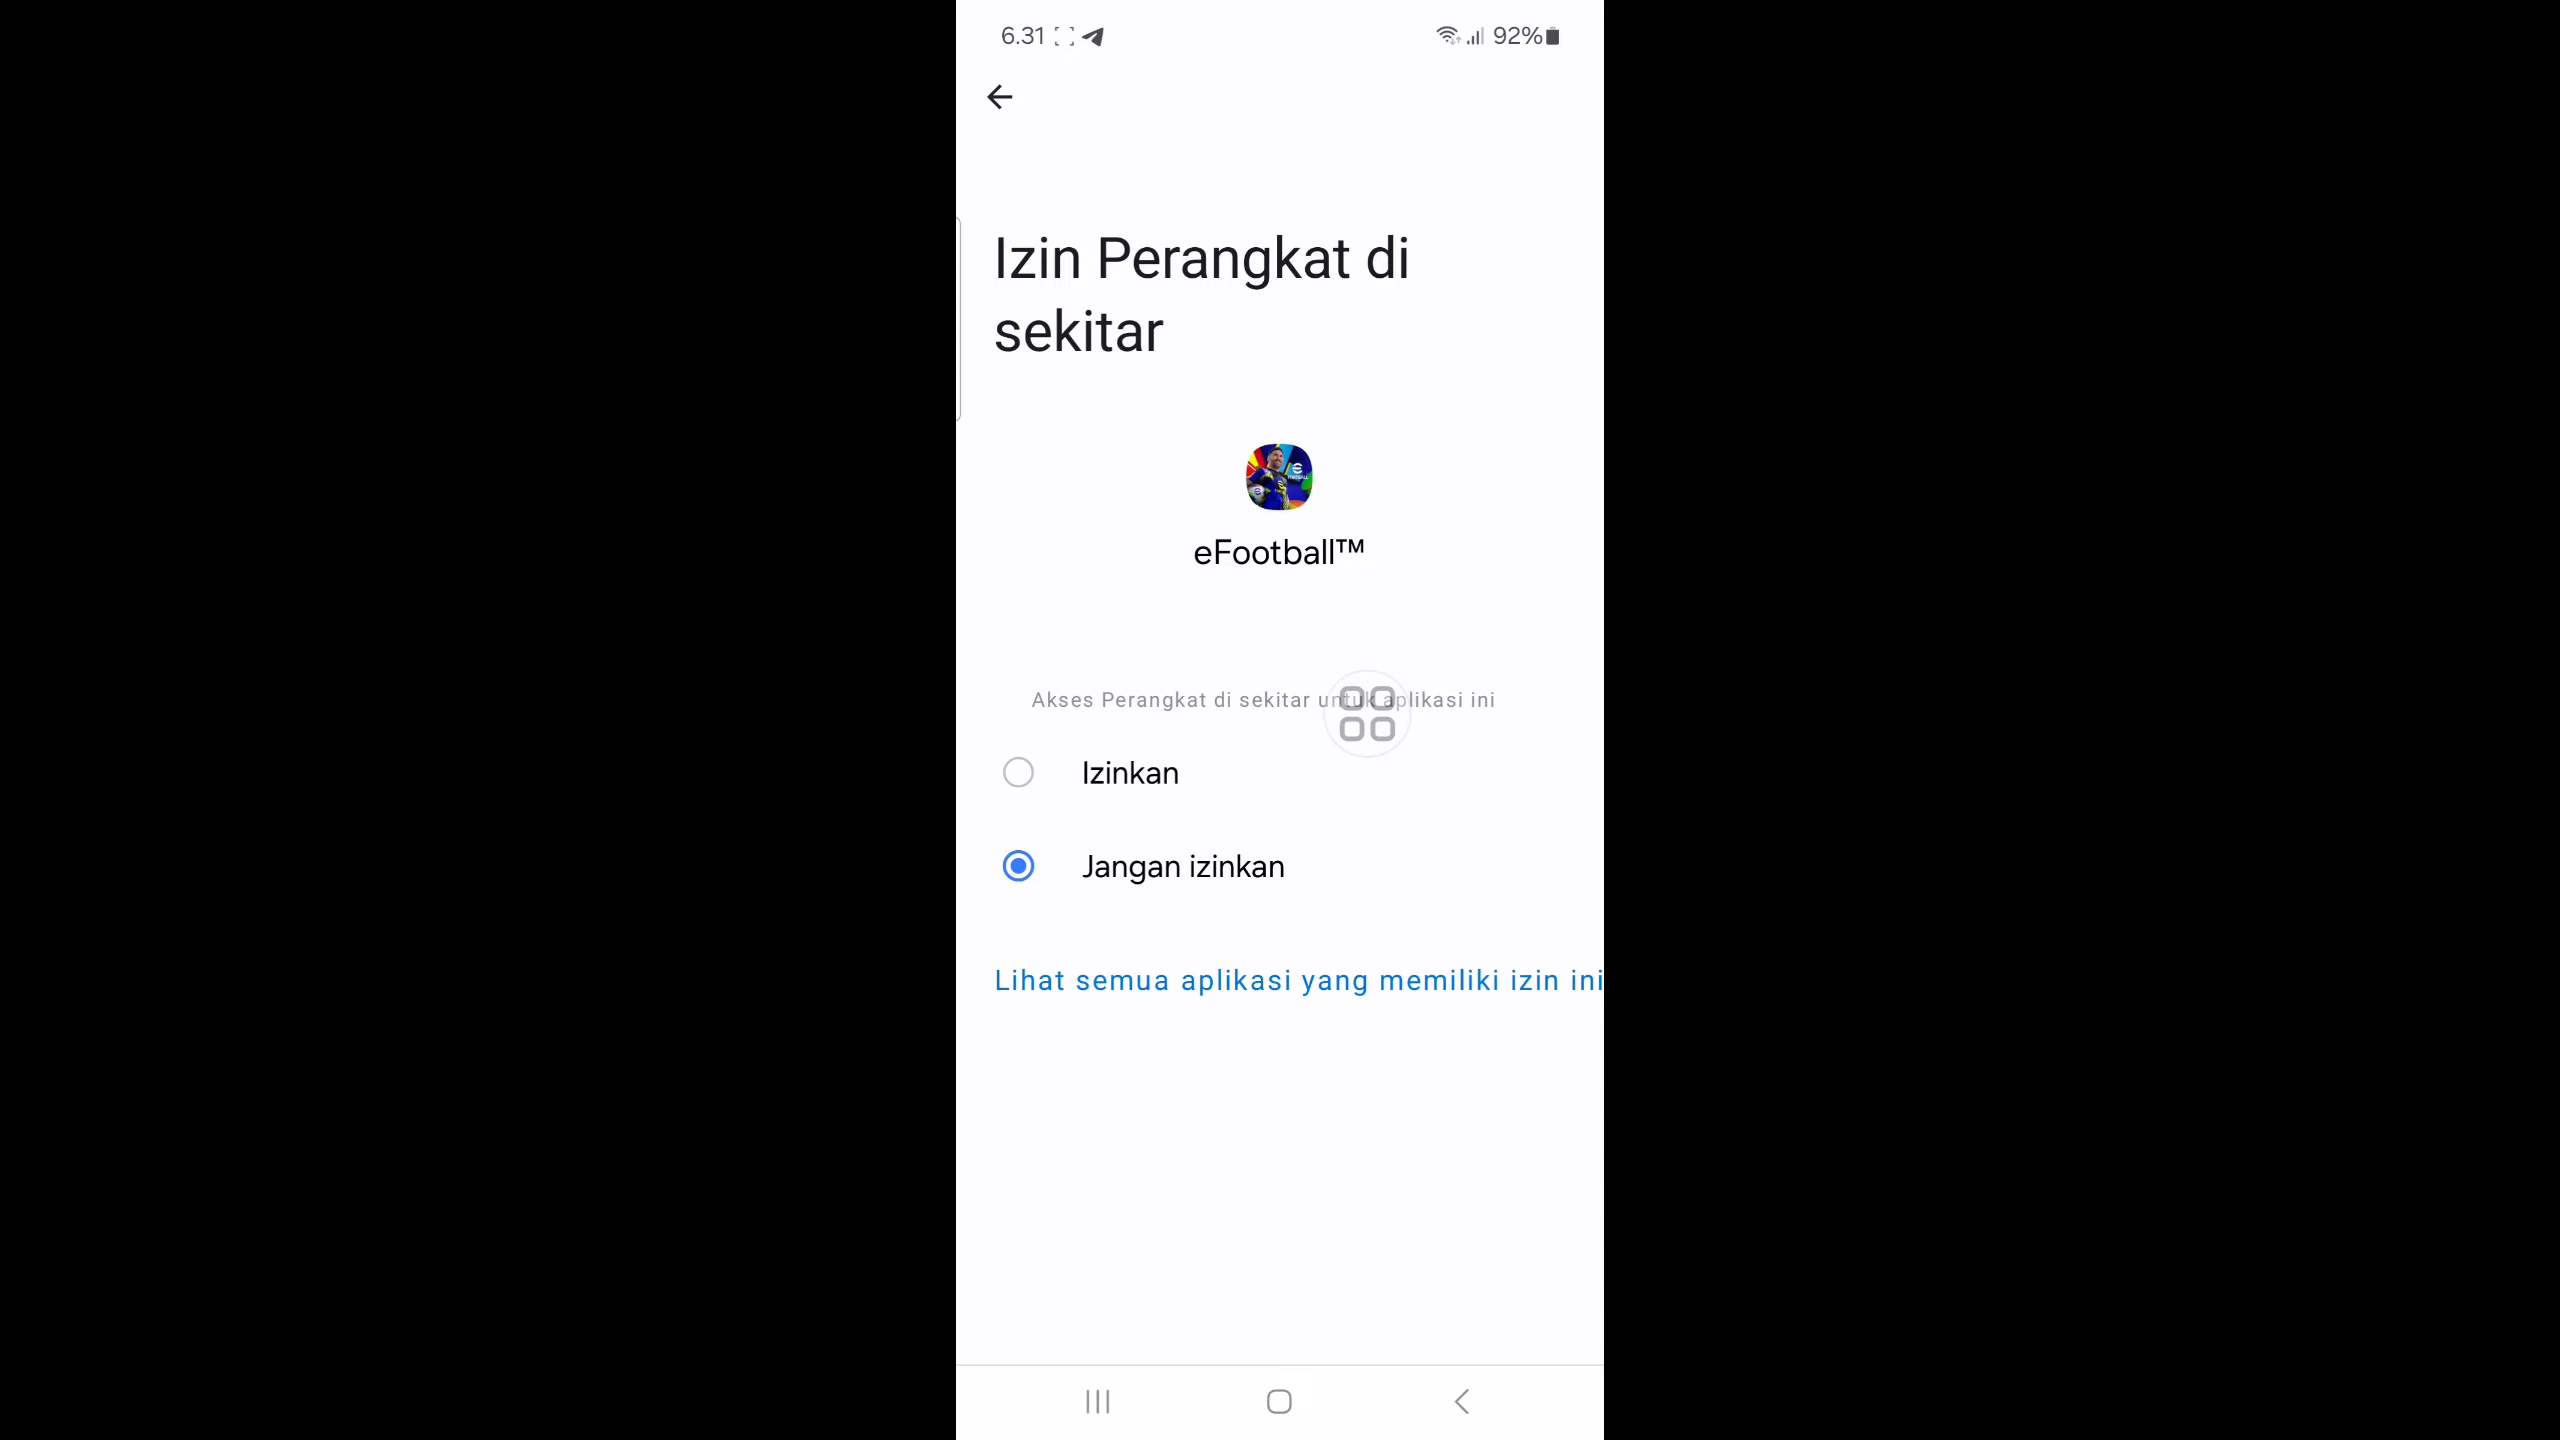 6.31
92%
Izin Perangkat di
sekitar
eFootball™
Akses Perangkat di sekitar untuk aplikasi ini
Izinkan
Jangan izinkan
Lihat semua aplikasi yang memiliki izin ini